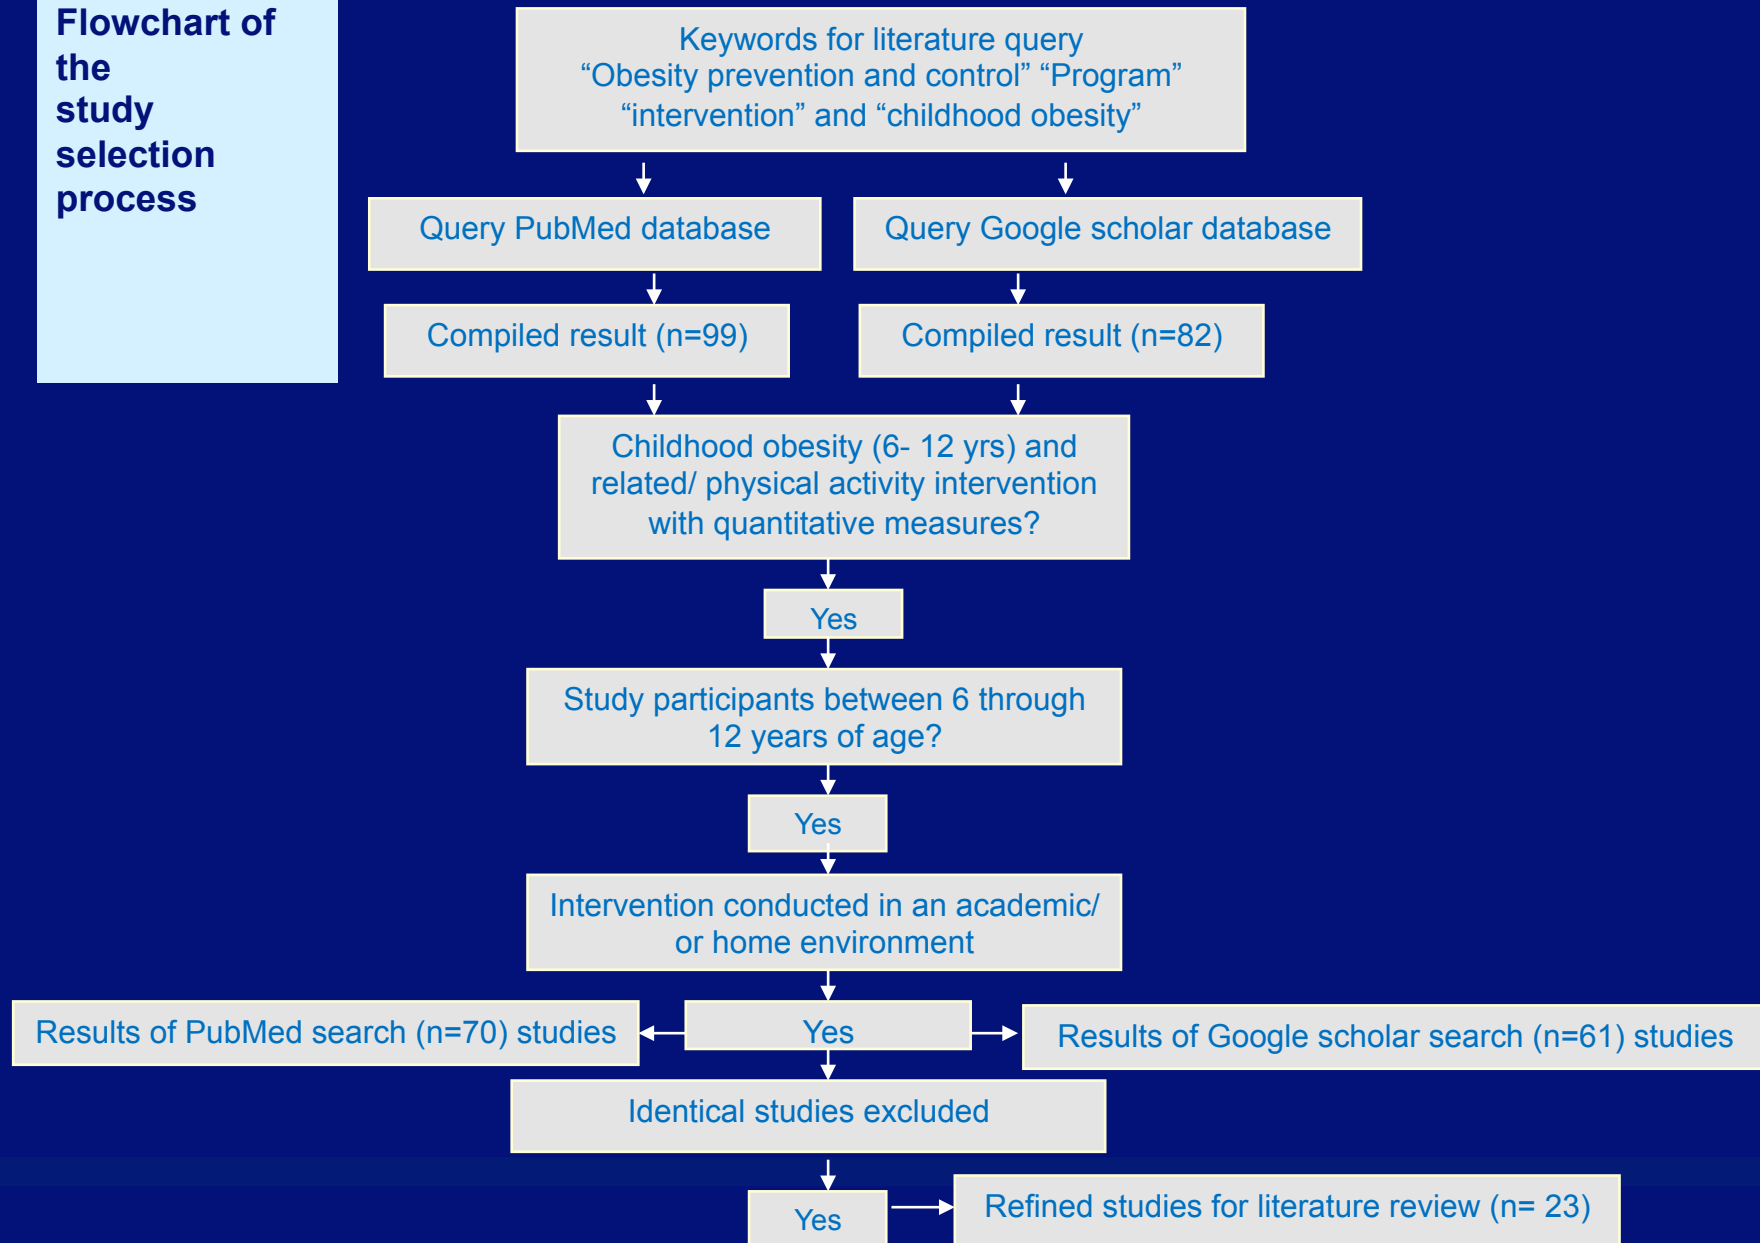 Flowchart of
the
study
selection
process
Keywords for literature query
“Obesity prevention and control” “Program”
“intervention” and “childhood obesity”
Query PubMed database
Query Google scholar database
Compiled result (n=99)
Compiled result (n=82)
Childhood obesity (6- 12 yrs) and
related/ physical activity intervention
with quantitative measures?
Yes
Study participants between 6 through
12 years of age?
Yes
Intervention conducted in an academic/
or home environment
Results of PubMed search (n=70) studies
Yes
Results of Google scholar search (n=61) studies
Identical studies excluded
Yes
Refined studies for literature review (n= 23)